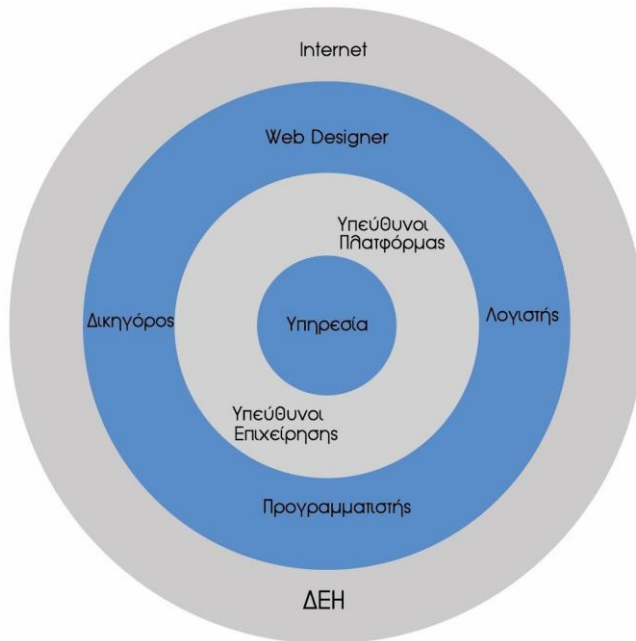 Internet
Web Designer
Υπεύθυνοι
Πλατφόρμας
Δικηγόρος
Υπηρεσία
Λογιστής
Υπεύθυνοι
Επιχείρησης
Προγραμματιστής
ΔΕΗ